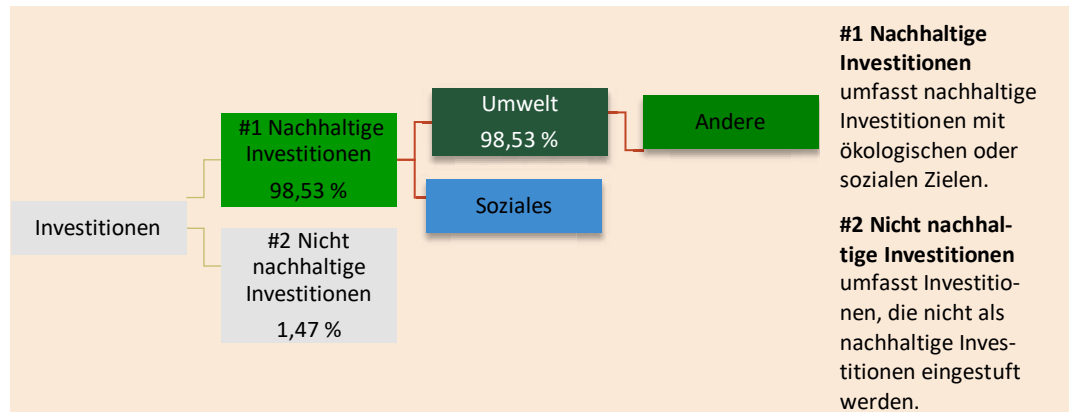 Investitionen
#1 Nachhaltige
Investitionen
98,53 %
#2 Nicht
nachhaltige
Investitionen
1,47 %
Umwelt
98,53 %
Soziales
Andere
#1 Nachhaltige
Investitionen
umfasst nachhaltige
Investitionen mit
ökologischen oder
sozialen Zielen.
#2 Nicht nachhal-
tige Investitionen
umfasst Investitio-
nen, die nicht als
nachhaltige Inves-
titionen eingestuft
werden.